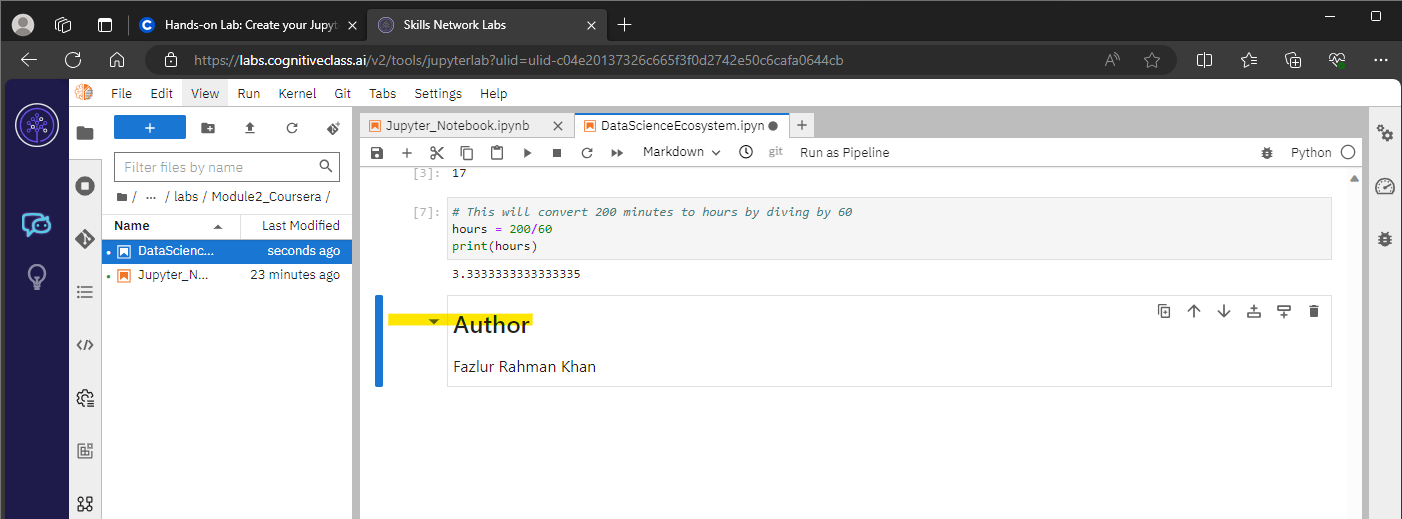 Hands-on Lab: Create your Jupyt
Skills Network Labs
https://labs.cognitiveclass.ai/v2/tools/jupyterlab?ulid=ulid-c04e20137326c665f3f0d2742e50c6cafa0644cb
File Edit View Run Kernel Git Tabs Settings Help
Jupyter_Notebook.ipynb
DataScienceEcosystem.ipyn
Markdown
git
Run as Pipeline
Python
Filter files by name
/ ... / labs / Module2_Coursera /
Name Last Modified
DataScienc... seconds ago
Jupyter_N... 23 minutes ago
[3]: 17
[7]: # This will convert 200 minutes to hours by diving by 60
hours = 200/60
print(hours)
3.3333333333333335
Author
Fazlur Rahman Khan